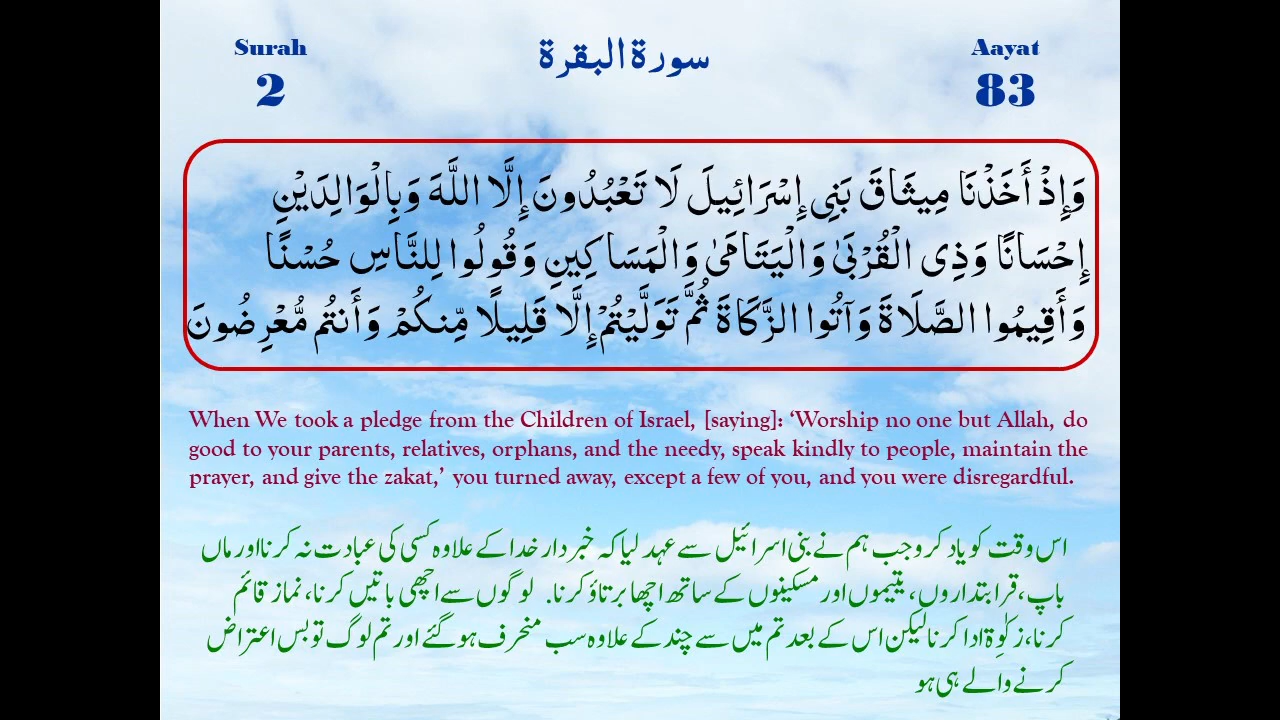 Surah
2
سورة البقرة
Aayat
83
وَإِذْ أَخَذْنَا مِيثَاقَ بَنِي إِسْرَائِيلَ لَا تَعْبُدُونَ إِلَّا اللَّهَ وَبِالْوَالِدَيْنِ
إِحْسَانًا وَذِي الْقُرْبَىٰ وَالْيَتَامَىٰ وَالْمَسَاكِينِ وَقُولُوا لِلنَّاسِ حُسْنًا
وَأَقِيمُوا الصَّلَاةَ وَآتُوا الزَّكَاةَ ثُمَّ تَوَلَّيْتُمْ إِلَّا قَلِيلًا مِّنكُمْ وَأَنتُم مُّعْرِضُونَ
When We took a pledge from the Children of Israel, [saying]: ‘Worship no one but Allah, do
good to your parents, relatives, orphans, and the needy, speak kindly to people, maintain the
prayer, and give the zakat,’ you turned away, except a few of you, and you were disregardful.
اس وقت کو یاد کرو جب ہم نے بنی اسرائیل سے عہد لیا کہ خبردار خدا کے علاوہ کسی کی عبادت نہ کرنا اور ماں
باپ، قرابتداروں، یتیموں اور مسکینوں کے ساتھ اچھا برتاؤ کرنا. لوگوں سے اچھی باتیں کرنا، نماز قائم
کرنا، زکوٰۃ ادا کرنا لیکن اس کے بعد تم میں سے چند کے علاوہ سب منحرف ہوگئے اور تم لوگ تو بس اعتراض
کرنے والے ہی ہو